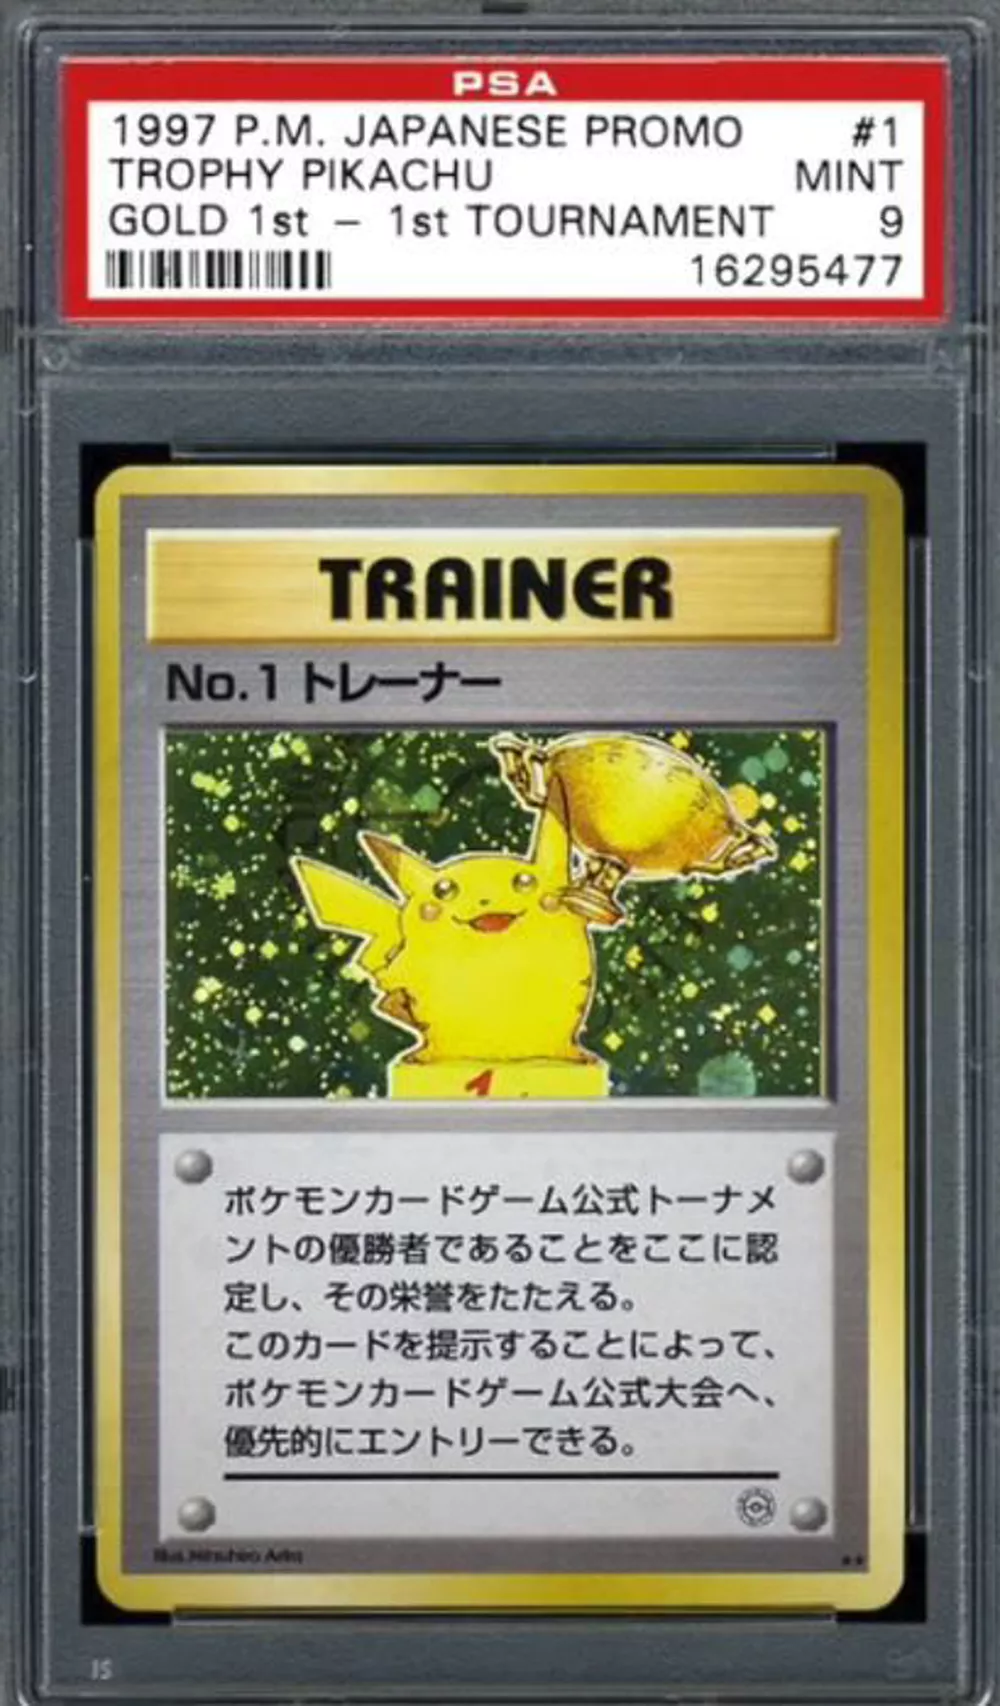 PSA
1997 P.M. JAPANESE PROMO #1
TROPHY PIKACHU MINT
GOLD 1st – 1st TOURNAMENT 9
16295477
TRAINER
No.1 トレーナー
1
ポケモンカードゲーム公式トーナメ
ントの優勝者であることをここに認
定し、その栄誉をたたえる。
このカードを提示することによって、
ポケモンカードゲーム公式大会へ、
優先的にエントリーできる。
Illus. Mitsuhiro Arita
★★